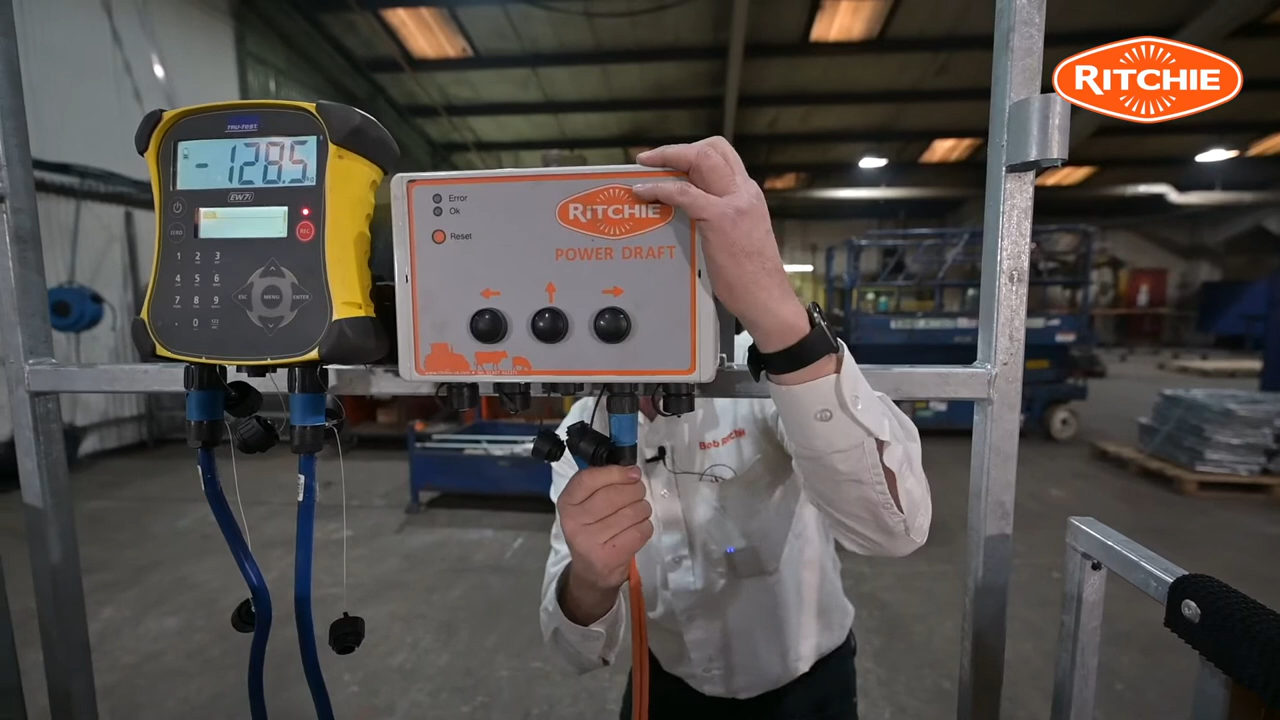 RITCHIE
TRU-TEST
-128.5
EW7i
ZERO
REC
1 2 3
4 5 6
7 8 9
. 0
ESC MENU ENTER
Error
Ok
Reset
RITCHIE
POWER DRAFT
Bob Ritchie